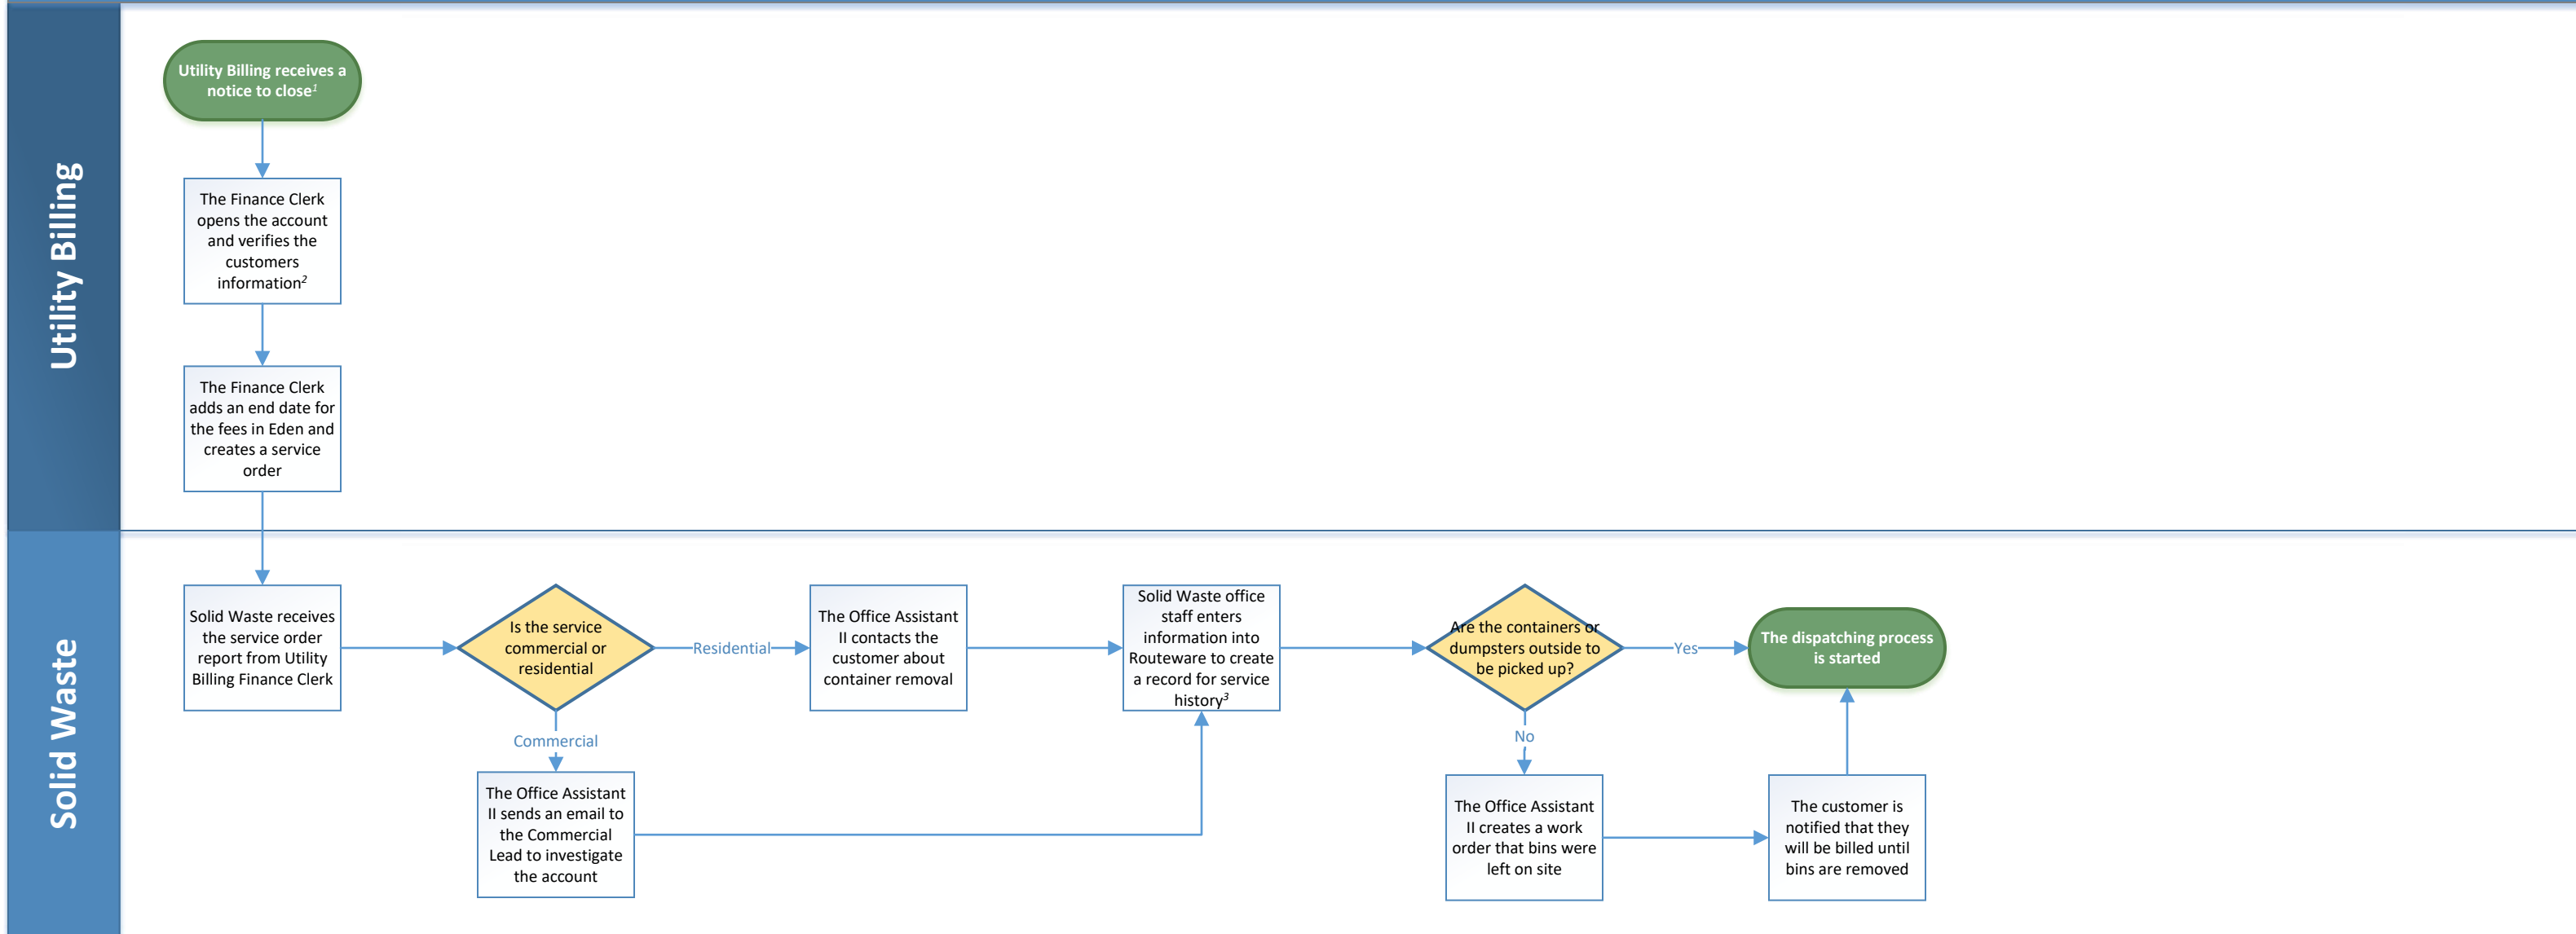 Utility Billing
Utility Billing receives a
notice to close1
The Finance Clerk
opens the account
and verifies the
customers
information2
The Finance Clerk
adds an end date for
the fees in Eden and
creates a service
order
Solid Waste
Solid Waste receives
the service order
report from Utility
Billing Finance Clerk
Is the service
commercial or
residential
Residential
Commercial
The Office Assistant
II sends an email to
the Commercial
Lead to investigate
the account
The Office Assistant
II contacts the
customer about
container removal
Solid Waste office
staff enters
information into
Routeware to create
a record for service
history3
Are the containers or
dumpsters outside to
be picked up?
Yes
No
The Office Assistant
II creates a work
order that bins were
left on site
The customer is
notified that they
will be billed until
bins are removed
The dispatching process
is started